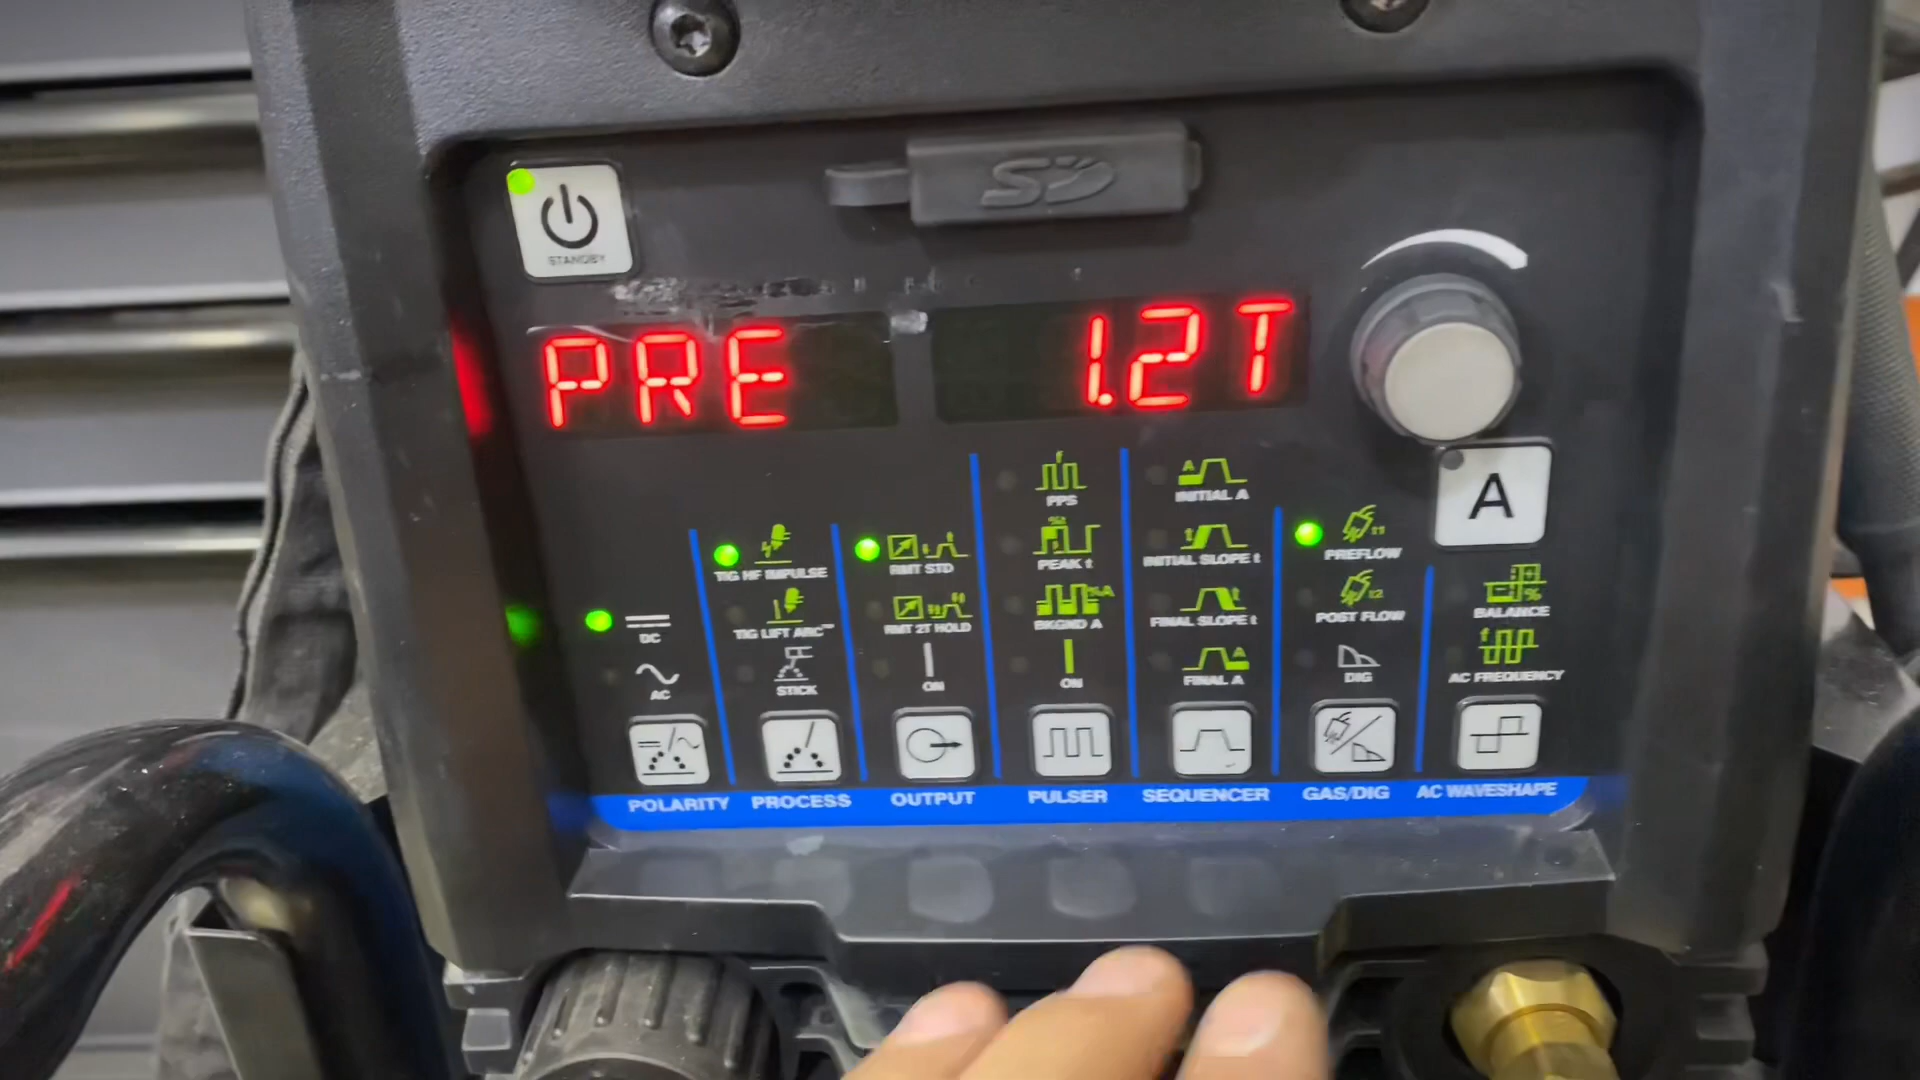 SD
STANDBY
PRE 1.2T
A
PPS
INITIAL A
TIG HF IMPULSE
RMT STD
PEAK t
INITIAL SLOPE t
PREFLOW
DC
TIG LIFT ARC™
RMT 2T HOLD
BKGND A
FINAL SLOPE t
POST FLOW
BALANCE
AC
STICK
ON
ON
FINAL A
DIG
AC FREQUENCY
POLARITY PROCESS OUTPUT PULSER SEQUENCER GAS/DIG AC WAVESHAPE